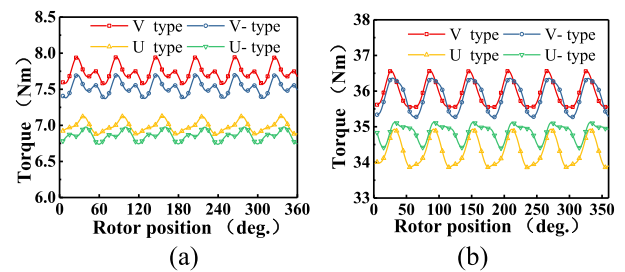 V type
V- type
U type
U- type
8.5
8.0
7.5
7.0
6.5
6.0
Torque（Nm）
0
60
120
180
240
300
360
Rotor position （deg.）
(a)
V type
V- type
U type
U- type
38
37
36
35
34
33
Torque（Nm）
0
50
100
150
200
250
300
350
Rotor position （deg.）
(b)